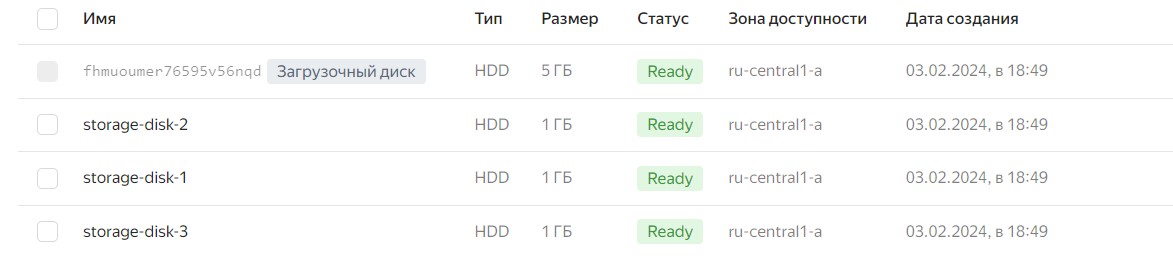 Имя Тип Размер Статус Зона доступности Дата создания
fhmuoumer76595v56nqd Загрузочный диск HDD 5 ГБ Ready ru-central1-a 03.02.2024, в 18:49
storage-disk-2 HDD 1 ГБ Ready ru-central1-a 03.02.2024, в 18:49
storage-disk-1 HDD 1 ГБ Ready ru-central1-a 03.02.2024, в 18:49
storage-disk-3 HDD 1 ГБ Ready ru-central1-a 03.02.2024, в 18:49